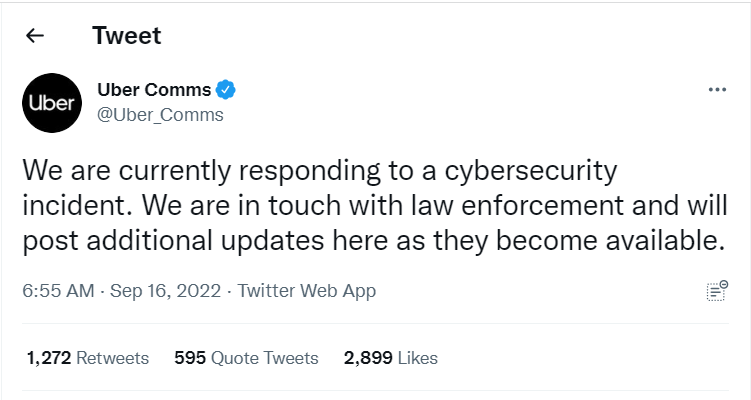 Tweet
Uber
Uber Comms
@Uber_Comms
We are currently responding to a cybersecurity
incident. We are in touch with law enforcement and will
post additional updates here as they become available.
6:55 AM · Sep 16, 2022 · Twitter Web App
1,272 Retweets 595 Quote Tweets 2,899 Likes